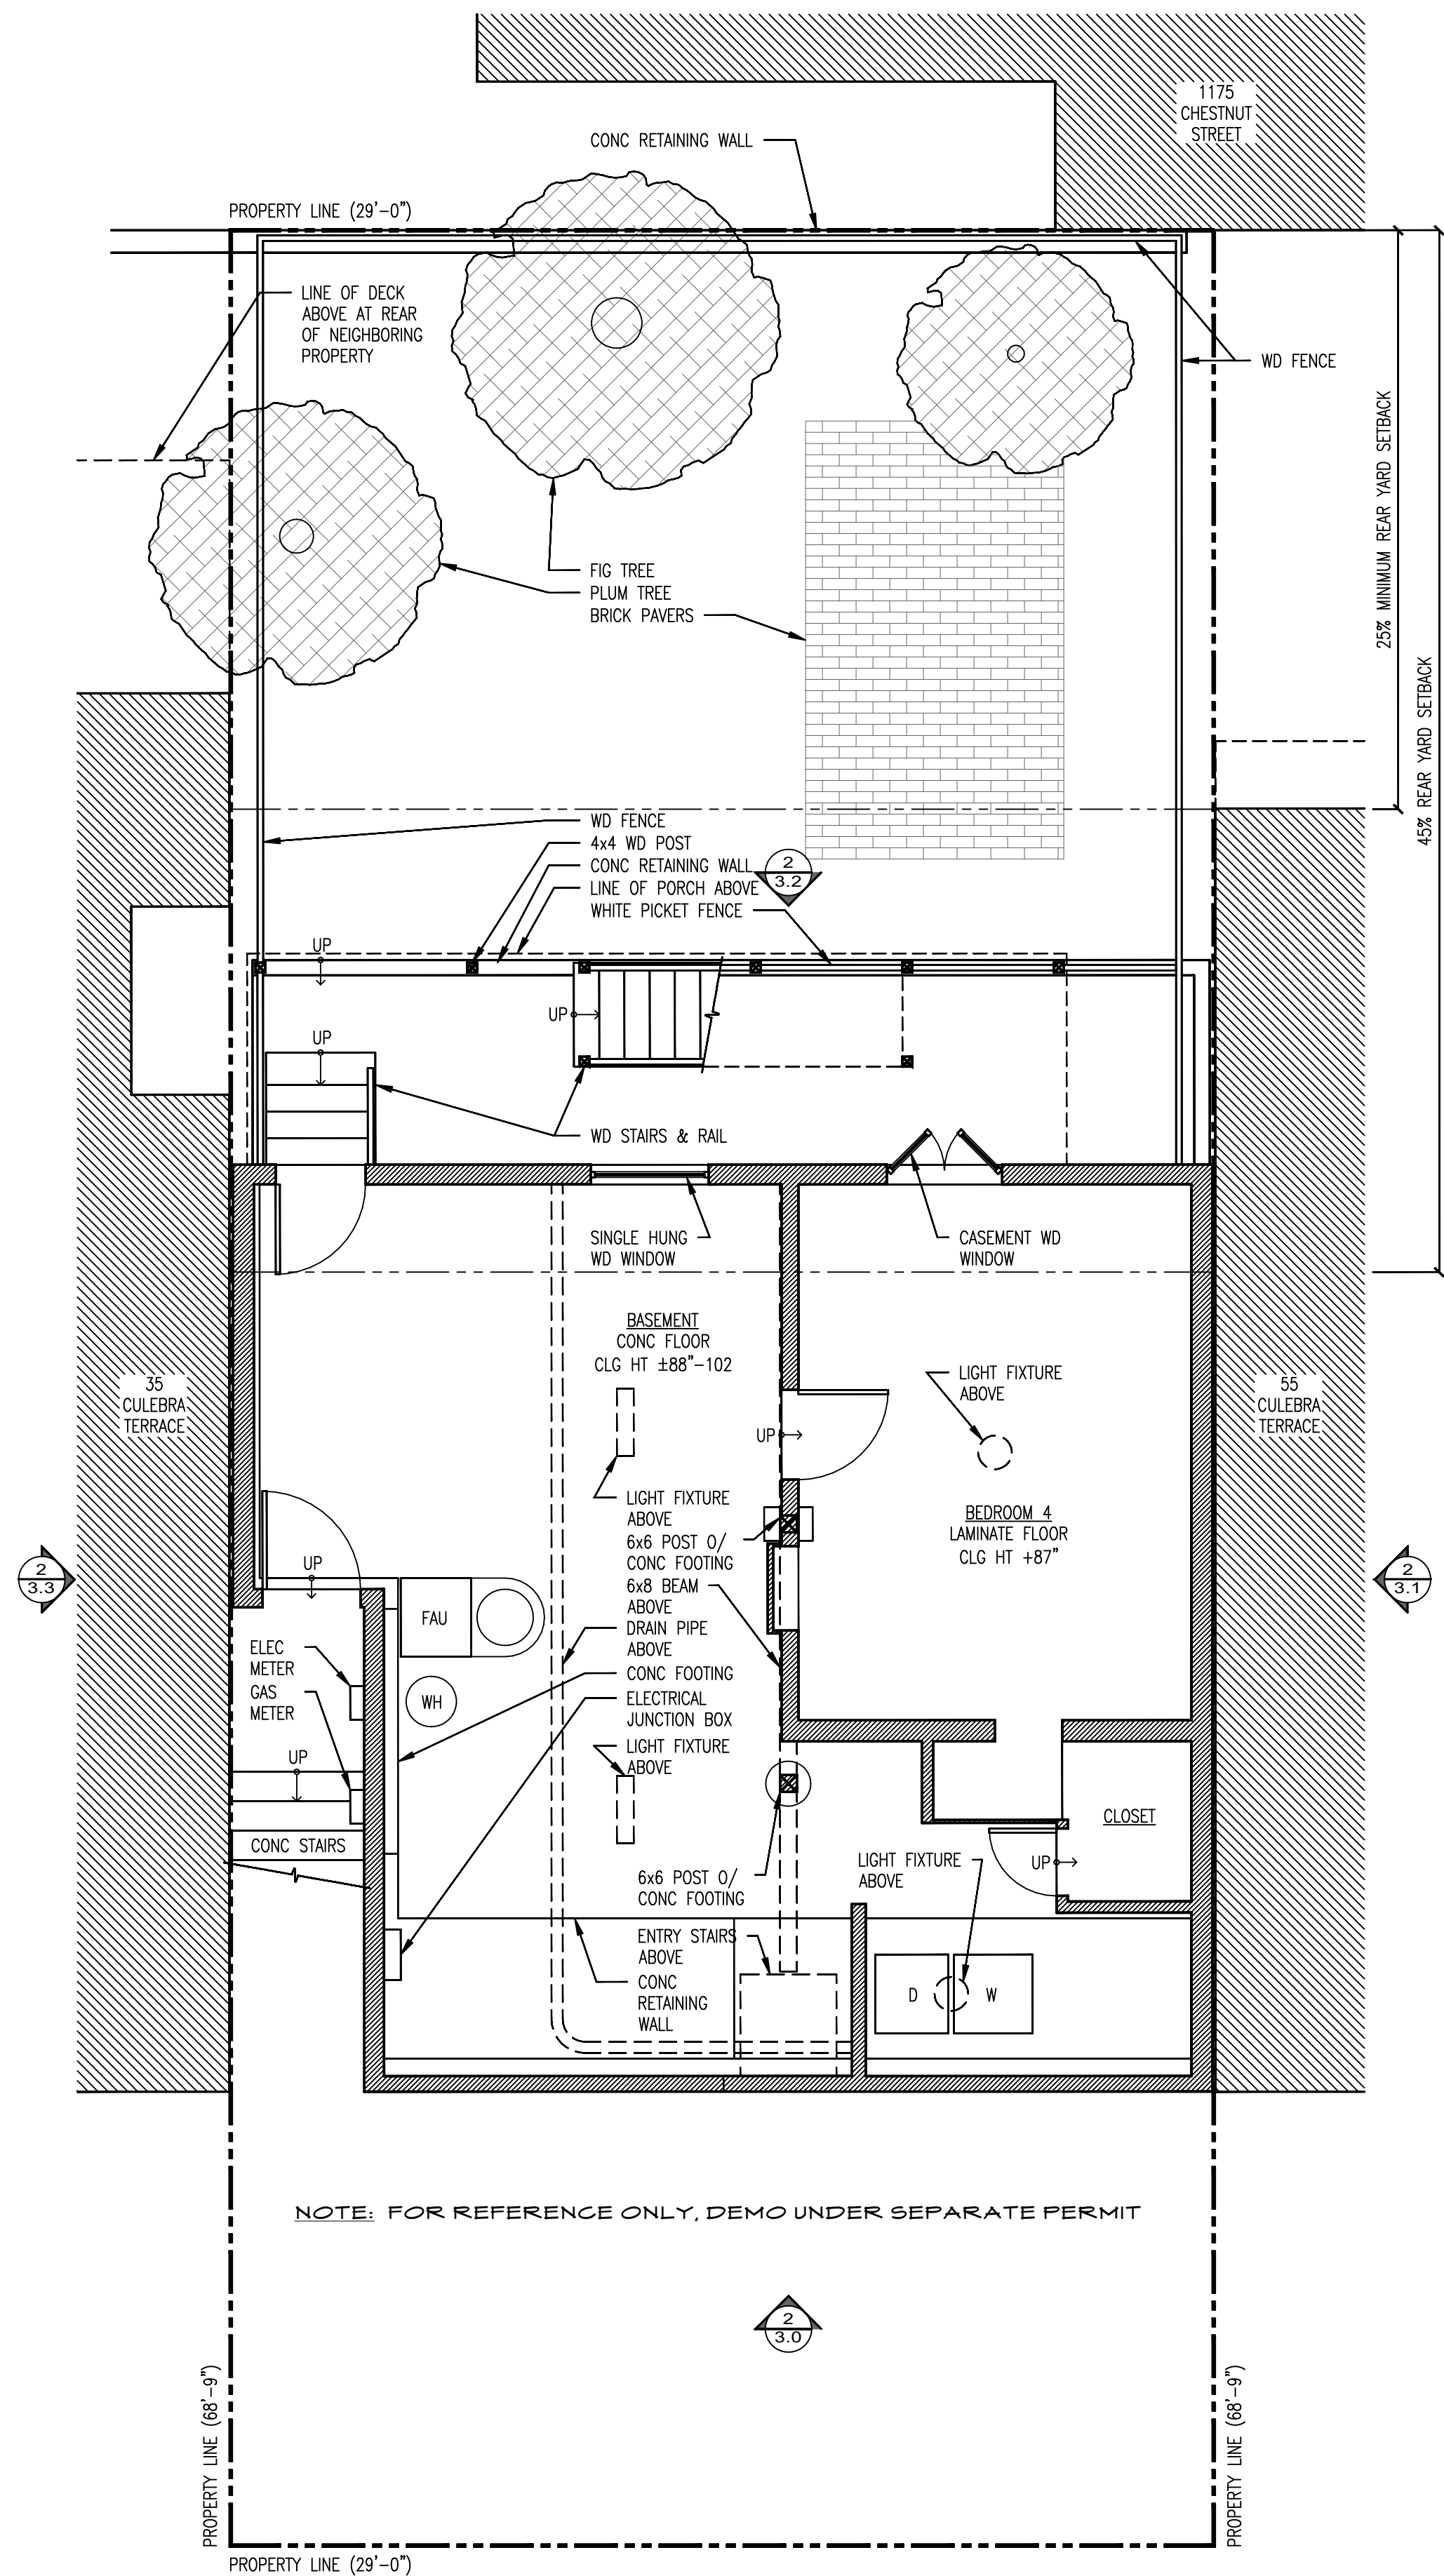 1175
CHESTNUT
STREET
CONC RETAINING WALL
PROPERTY LINE (29'-0")
LINE OF DECK
ABOVE AT REAR
OF NEIGHBORING
PROPERTY
WD FENCE
25% MINIMUM REAR YARD SETBACK
45% REAR YARD SETBACK
FIG TREE
PLUM TREE
BRICK PAVERS
WD FENCE
4x4 WD POST
CONC RETAINING WALL
LINE OF PORCH ABOVE
WHITE PICKET FENCE
2
3.2
UP
UP
UP
WD STAIRS & RAIL
SINGLE HUNG
WD WINDOW
CASEMENT WD
WINDOW
BASEMENT
CONC FLOOR
CLG HT ±88"-102
35
CULEBRA
TERRACE
LIGHT FIXTURE
ABOVE
55
CULEBRA
TERRACE
UP
LIGHT FIXTURE
ABOVE
6x6 POST O/
CONC FOOTING
6x8 BEAM
ABOVE
DRAIN PIPE
ABOVE
CONC FOOTING
ELECTRICAL
JUNCTION BOX
LIGHT FIXTURE
ABOVE
BEDROOM 4
LAMINATE FLOOR
CLG HT +87"
2
3.3
2
3.1
UP
FAU
WH
ELEC
METER
GAS
METER
UP
CONC STAIRS
CLOSET
UP
LIGHT FIXTURE
ABOVE
6x6 POST O/
CONC FOOTING
ENTRY STAIRS
ABOVE
CONC
RETAINING
WALL
D
W
NOTE: FOR REFERENCE ONLY, DEMO UNDER SEPARATE PERMIT
2
3.0
PROPERTY LINE (68'-9")
PROPERTY LINE (68'-9")
PROPERTY LINE (29'-0")